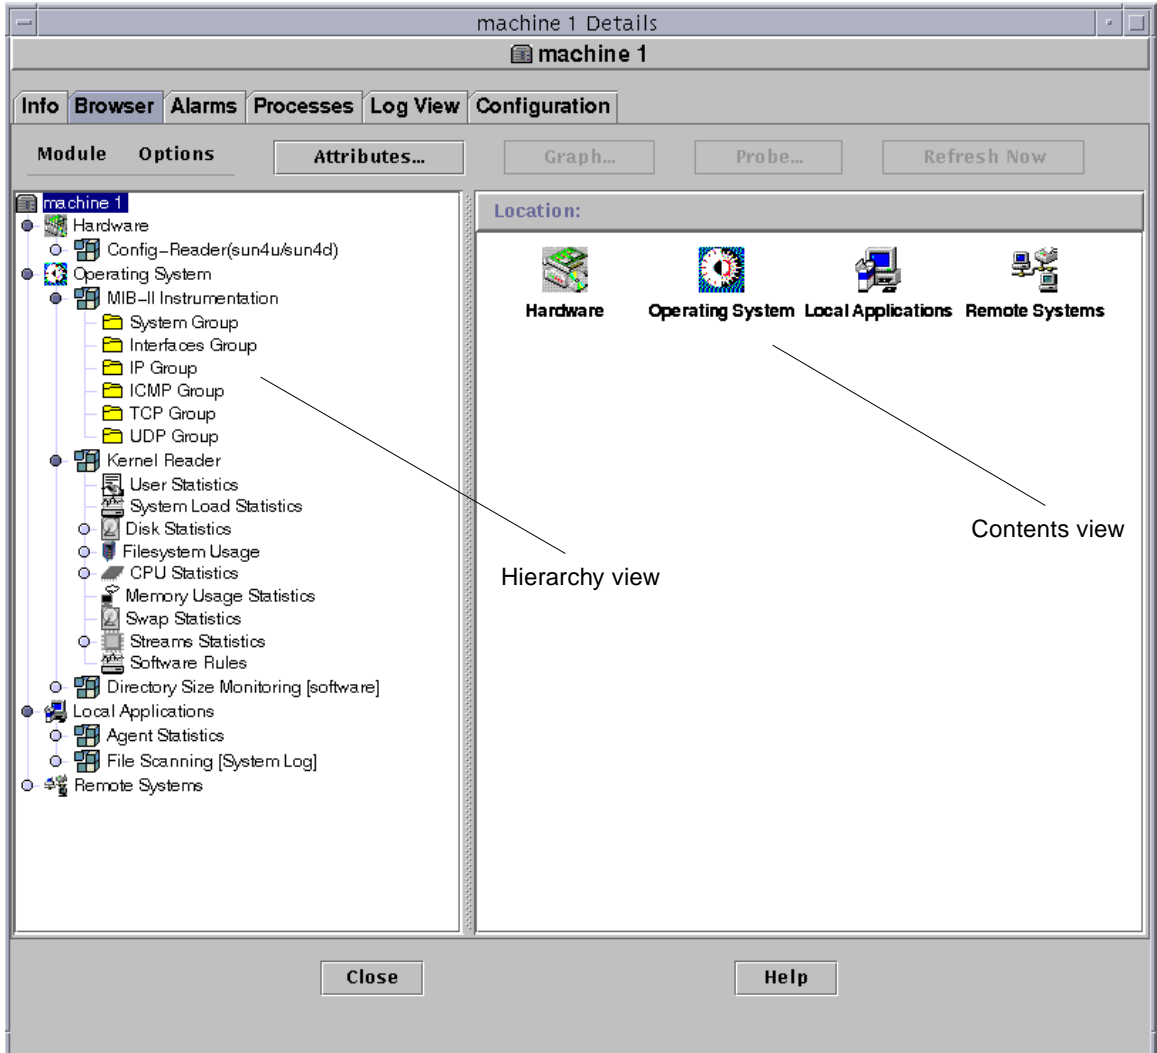 machine 1 Details
machine 1
Info Browser Alarms Processes Log View Configuration
Module Options Attributes... Graph... Probe... Refresh Now
machine 1
Hardware
Config-Reader(sun4u/sun4d)
Operating System
MIB-II Instrumentation
System Group
Interfaces Group
IP Group
ICMP Group
TCP Group
UDP Group
Kernel Reader
User Statistics
System Load Statistics
Disk Statistics
Filesystem Usage
CPU Statistics
Memory Usage Statistics
Swap Statistics
Streams Statistics
Software Rules
Directory Size Monitoring [software]
Local Applications
Agent Statistics
File Scanning [System Log]
Remote Systems
Location:
Hardware Operating System Local Applications Remote Systems
Contents view
Hierarchy view
Close Help